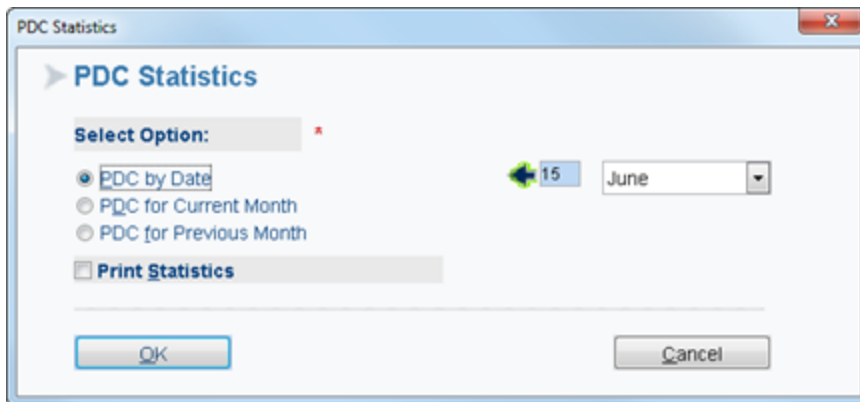 PDC Statistics
PDC Statistics
Select Option: *
PDC by Date 15 June
PDC for Current Month
PDC for Previous Month
Print Statistics
OK Cancel